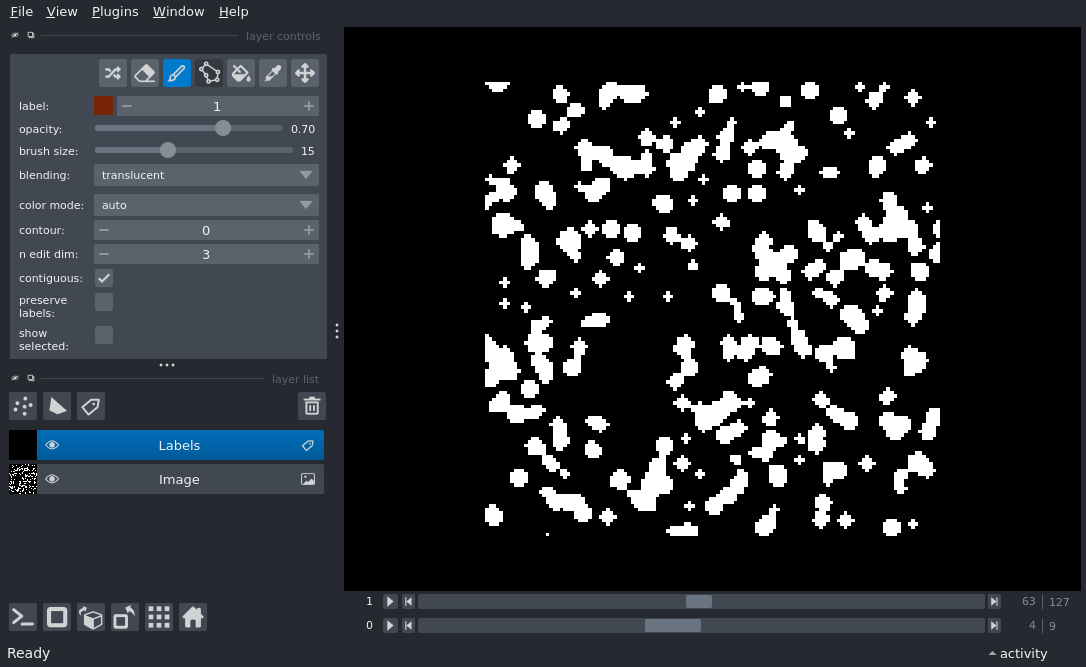 File View Plugins Window Help
layer controls
label: 1
opacity: 0.70
brush size: 15
blending: translucent
color mode: auto
contour: 0
n edit dim: 3
contiguous:
preserve
labels:
show
selected:
layer list
Labels
Image
1 63 127
0 4 9
Ready
activity